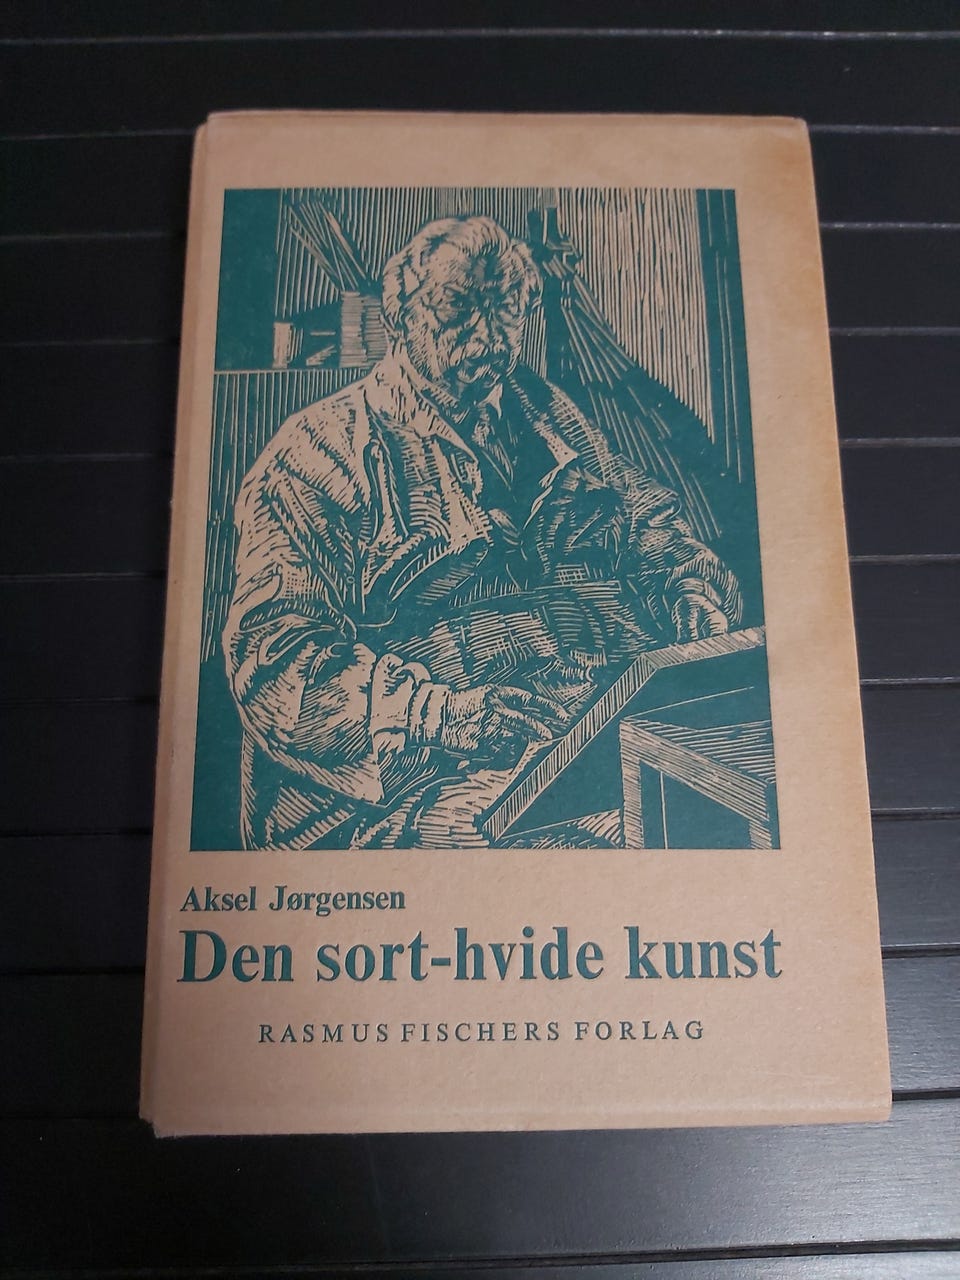 Aksel Jørgensen
Den sort-hvide kunst
RASMUS FISCHERS FORLAG